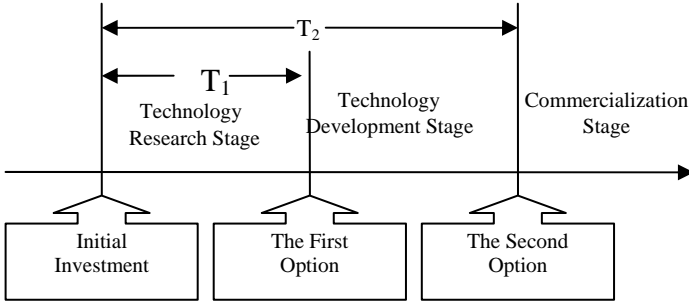 T2
T1
Technology
Research Stage
Technology
Development Stage
Commercialization
Stage
Initial
Investment
The First
Option
The Second
Option